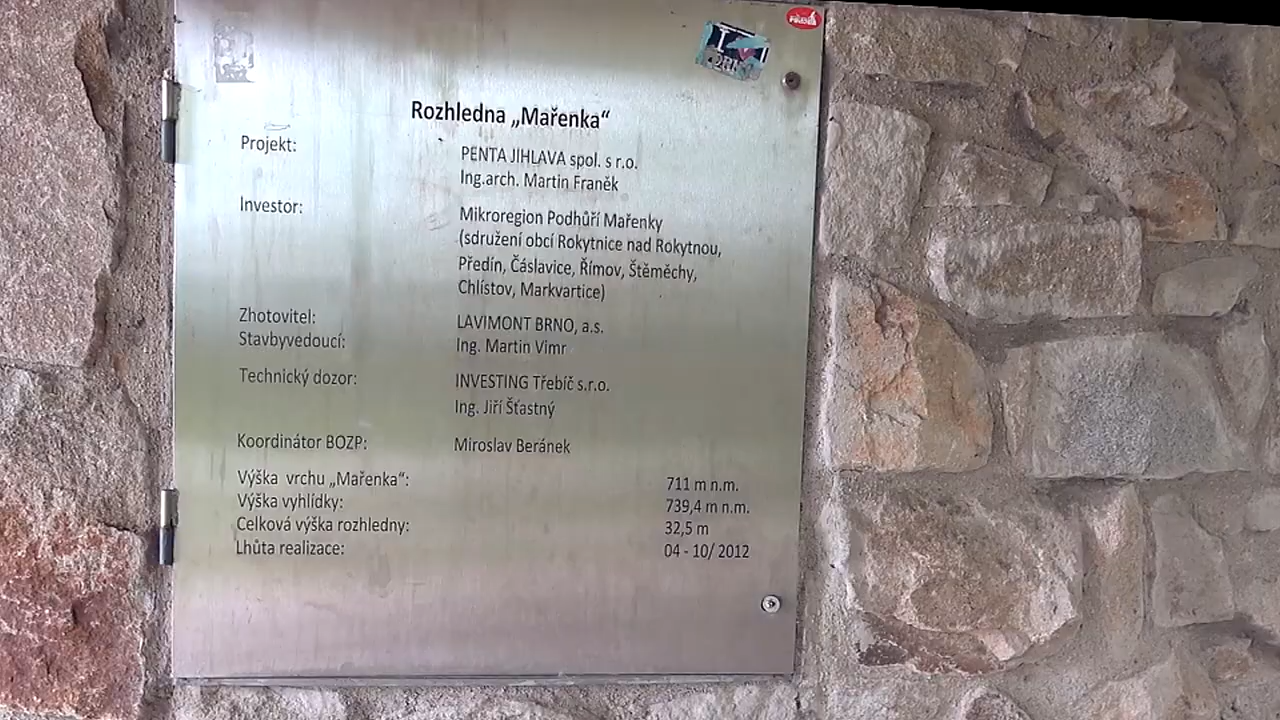 Rozhledna „Mařenka“
Projekt: PENTA JIHLAVA spol. s r.o.
Ing.arch. Martin Franěk
Investor: Mikroregion Podhůří Mařenky
(sdružení obcí Rokytnice nad Rokytnou,
Předín, Čáslavice, Římov, Štěměchy,
Chlístov, Markvartice)
Zhotovitel: LAVIMONT BRNO, a.s.
Stavbyvedoucí: Ing. Martin Vimr
Technický dozor: INVESTING Třebíč s.r.o.
Ing. Jiří Šťastný
Koordinátor BOZP: Miroslav Beránek
Výška vrchu „Mařenka“: 711 m n.m.
Výška vyhlídky: 739,4 m n.m.
Celková výška rozhledny: 32,5 m
Lhůta realizace: 04 - 10/ 2012